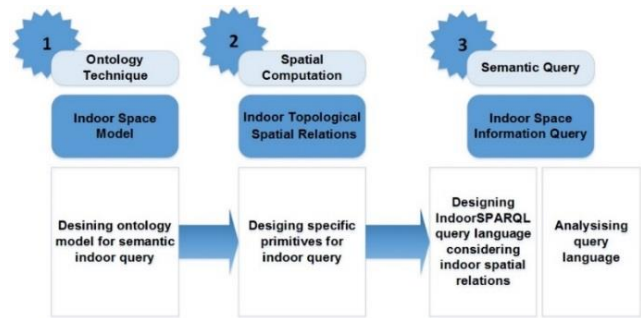 1
Ontology
Technique
Indoor Space
Model
Desining ontology
model for semantic
indoor query
2
Spatial
Computation
Indoor Topological
Spatial Relations
Desiging specific
primitives for indoor
query
3
Semantic Query
Indoor Space
Information Query
Designing
IndoorSPARQL
query language
considering
indoor spatial
relations
Analysising
query
language